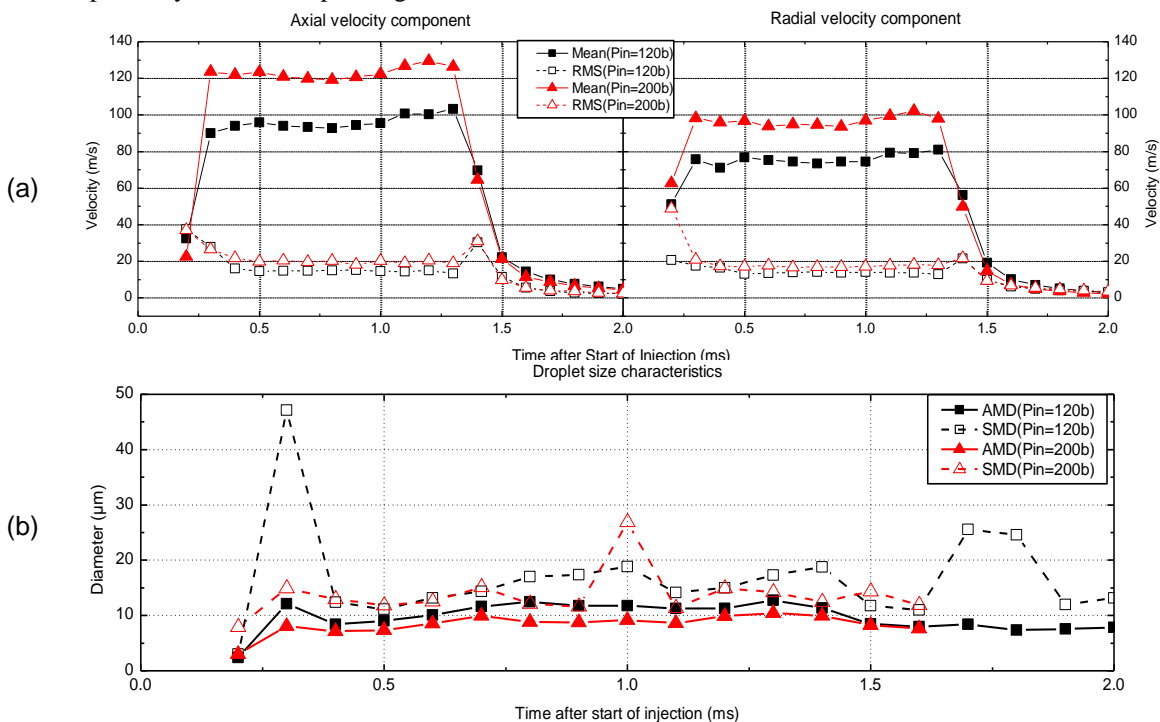 Axial velocity component
Radial velocity component
(a)
Velocity (m/s)
140
120
100
80
60
40
20
0
Mean(Pin=120b)
RMS(Pin=120b)
Mean(Pin=200b)
RMS(Pin=200b)
140
120
100
80
60
40
20
0
Velocity (m/s)
0.0 0.5 1.0 1.5 2.0 0.5 1.0 1.5 2.0
Time after Start of Injection (ms)
Droplet size characteristics
(b)
Diameter (μm)
50
40
30
20
10
0
AMD(Pin=120b)
SMD(Pin=120b)
AMD(Pin=200b)
SMD(Pin=200b)
0.0 0.5 1.0 1.5 2.0
Time after start of injection (ms)